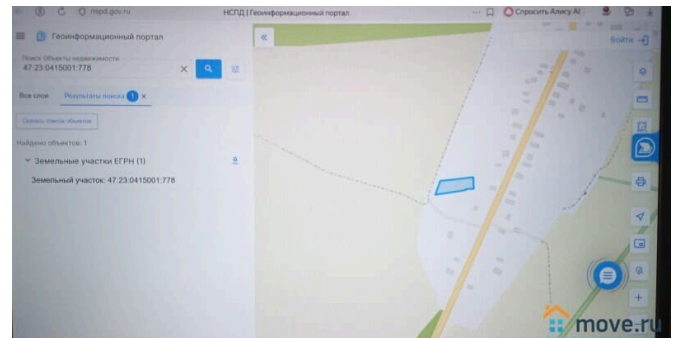 nspd.gov.ru
НСПД | Геоинформационный портал
Спросить Алису AI
Геоинформационный портал
Войти
Поиск Объекты недвижимости
47:23:0415001:778
Все слои
Результаты поиска 1
Скачать список объектов
Найдено объектов: 1
Земельные участки ЕГРН (1)
Земельный участок: 47:23:0415001:778
move.ru